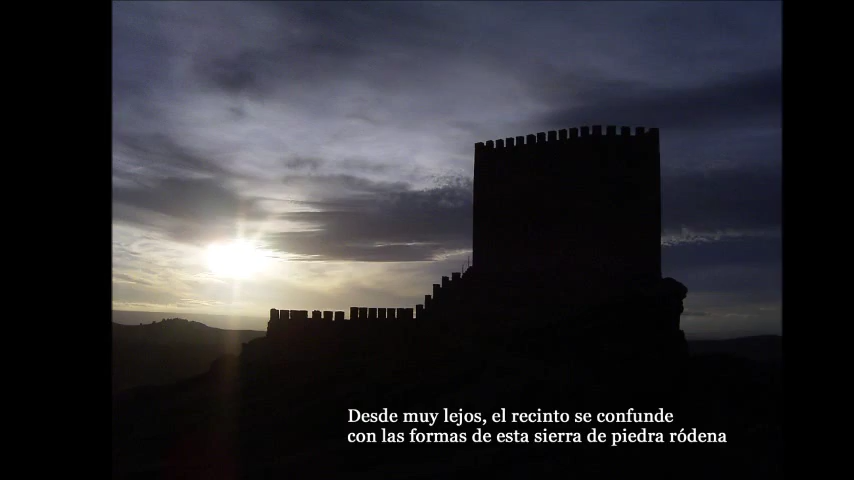 Desde muy lejos, el recinto se confunde
con las formas de esta sierra de piedra ródena